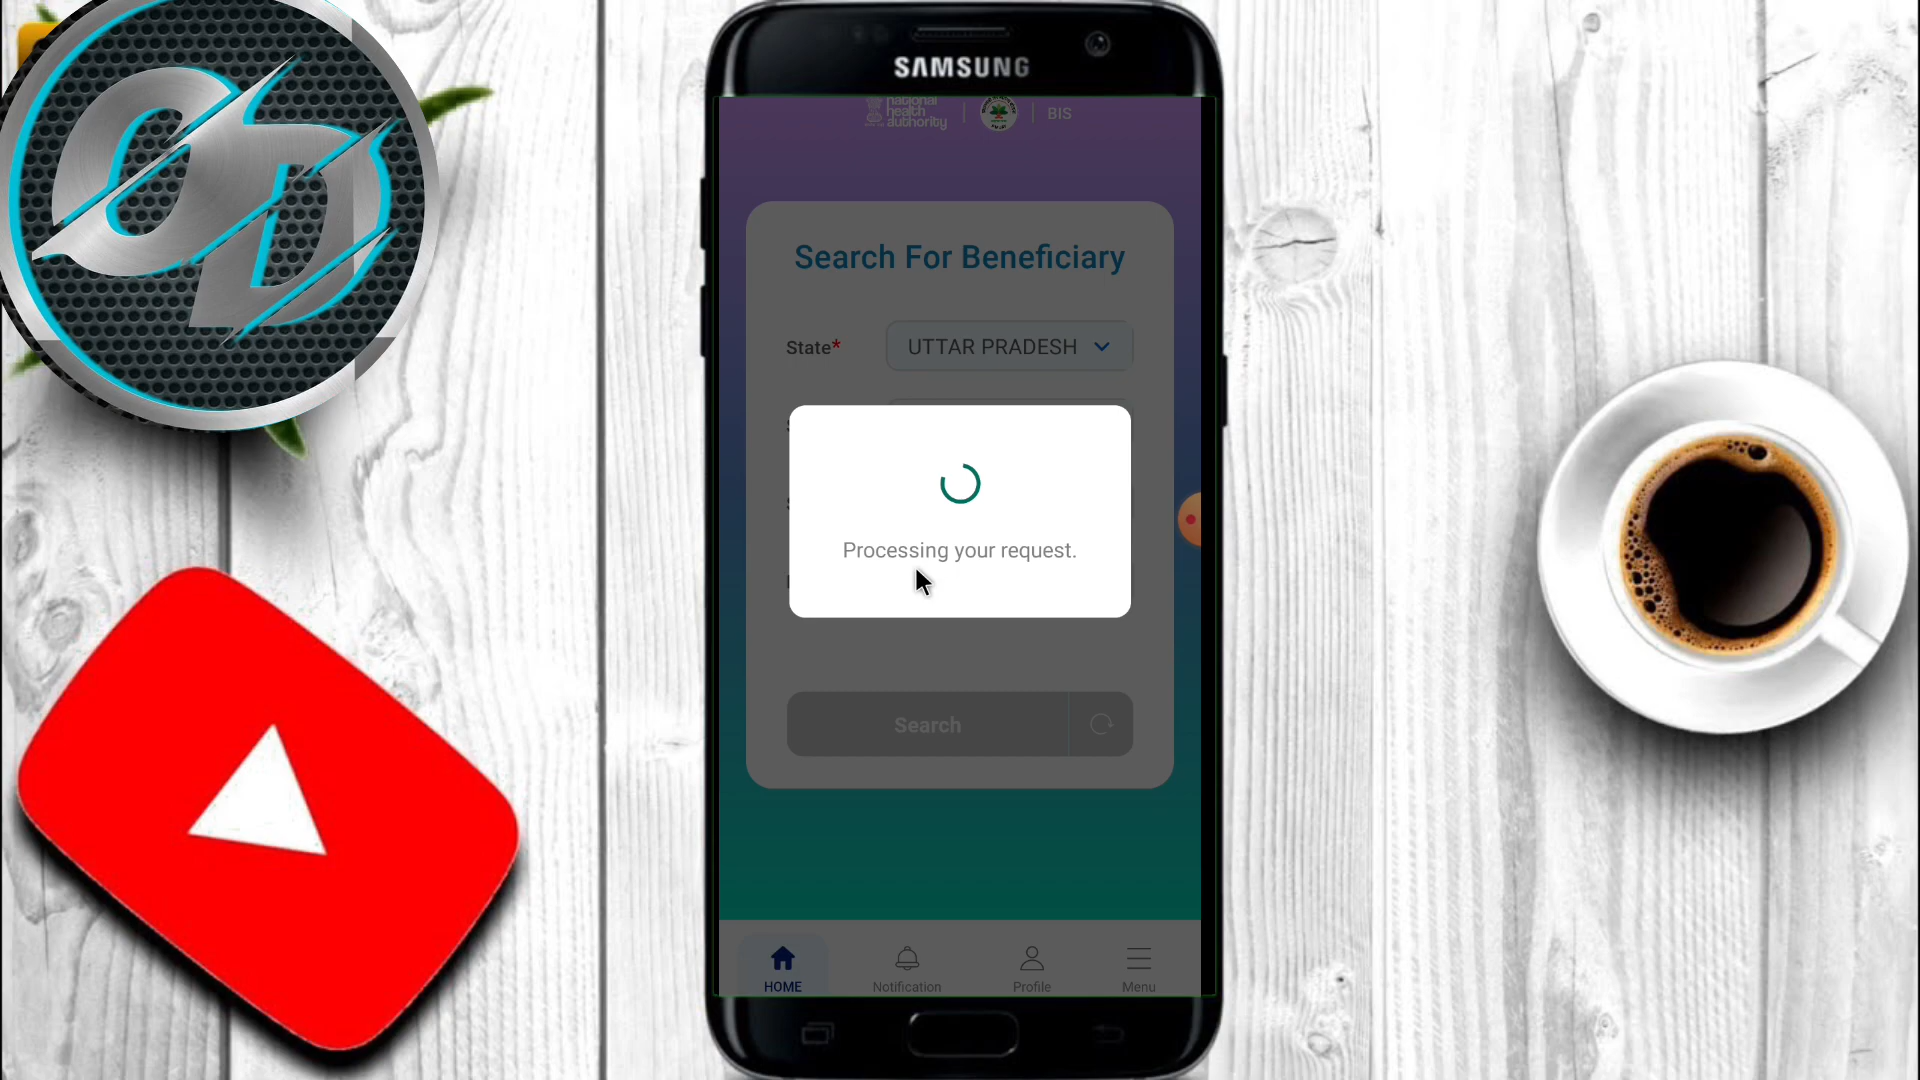 OD
SAMSUNG
national
health
authority
BIS
Search For Beneficiary
State*
UTTAR PRADESH
Processing your request.
Search
HOME
Notification
Profile
Menu